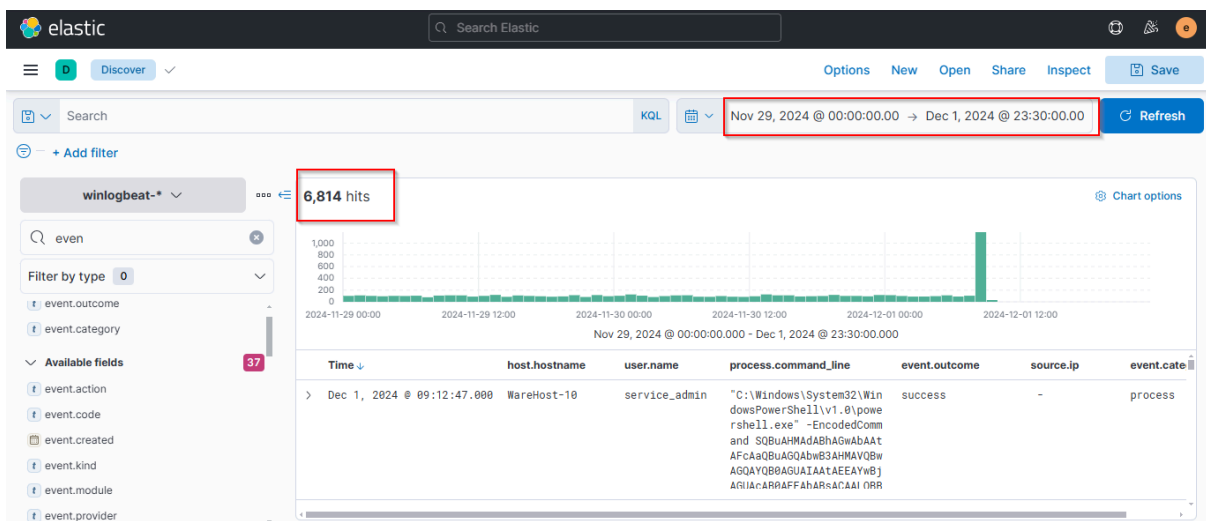 elastic
Search Elastic
e
D
Discover
Options New Open Share Inspect Save
Search
KQL
Nov 29, 2024 @ 00:00:00.00 → Dec 1, 2024 @ 23:30:00.00
Refresh
+ Add filter
winlogbeat-*
6,814 hits
Chart options
even
Filter by type 0
t event.outcome
t event.category
Available fields 37
t event.action
t event.code
event.created
t event.kind
t event.module
t event.provider
1,000
800
600
400
200
0
2024-11-29 00:00 2024-11-29 12:00 2024-11-30 00:00 2024-11-30 12:00 2024-12-01 00:00 2024-12-01 12:00
Nov 29, 2024 @ 00:00:00.000 - Dec 1, 2024 @ 23:30:00.000
Time host.hostname user.name process.command_line event.outcome source.ip event.cate
Dec 1, 2024 @ 09:12:47.000 WareHost-10 service_admin "C:\Windows\System32\Win success - process
dowsPowerShell\v1.0\powe
rshell.exe" -EncodedComm
and SQBuAHMAdABhAGwAbAAt
AFcAaQBuAGQAbwB3AHMAVQBw
AGQAYQB0AGUAIAAtAEEAYwBj